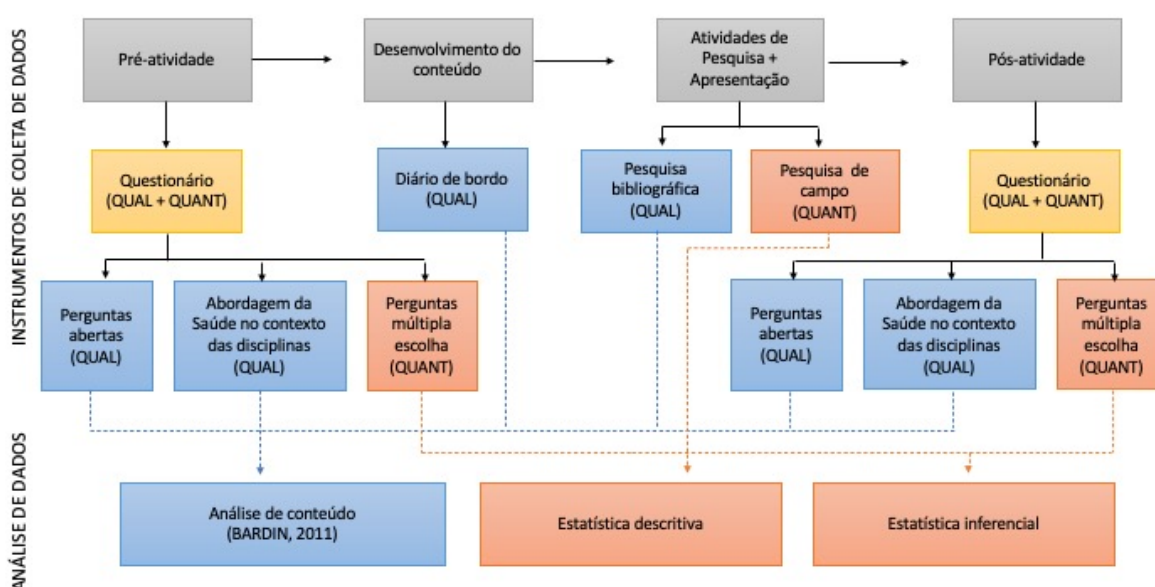 INSTRUMENTOS DE COLETA DE DADOS
Pré-atividade
Desenvolvimento do
conteúdo
Atividades de
Pesquisa +
Apresentação
Pós-atividade
Questionário
(QUAL + QUANT)
Diário de bordo
(QUAL)
Pesquisa
bibliográfica
(QUAL)
Pesquisa de
campo
(QUANT)
Questionário
(QUAL + QUANT)
Perguntas
abertas
(QUAL)
Abordagem da
Saúde no contexto
das disciplinas
(QUAL)
Perguntas
múltipla
escolha
(QUANT)
Perguntas
abertas
(QUAL)
Abordagem da
Saúde no contexto
das disciplinas
(QUAL)
Perguntas
múltipla
escolha
(QUANT)
ANÁLISE DE DADOS
Análise de conteúdo
(BARDIN, 2011)
Estatística descritiva
Estatística inferencial